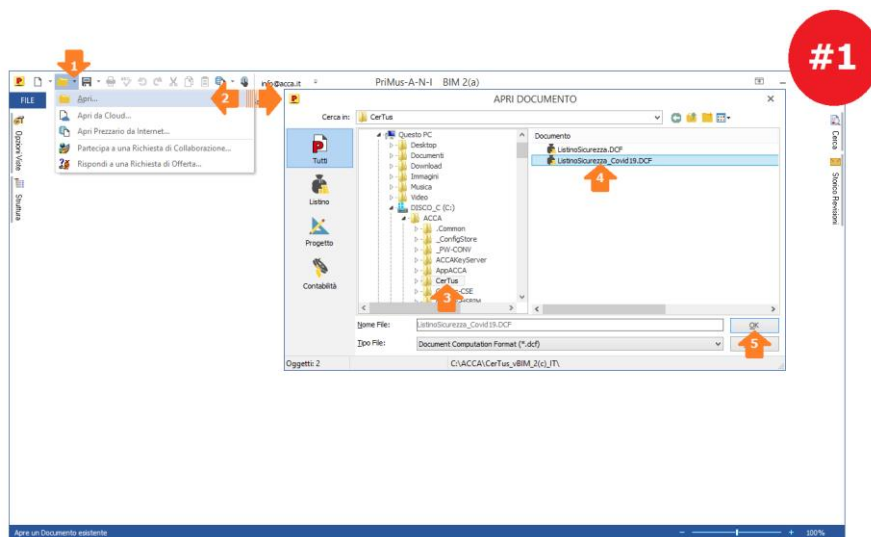 #1
1
info@acca.it
PriMus-A-N-I BIM 2(a)
FILE
Apri...
2
Apri da Cloud...
Apri Prezzario da Internet...
Partecipa a una Richiesta di Collaborazione...
Rispondi a una Richiesta di Offerta...
Opzioni Viste
Struttura
APRI DOCUMENTO
Cerca in:
CerTus
Tutti
Listino
Progetto
Contabilità
Questo PC
Desktop
Documenti
Download
Immagini
Musica
Video
DISCO_C (C:)
ACCA
.Common
_ConfigStore
_PW-CONV
ACCAKeyServer
AppACCA
CerTus
-CSE
3
Documento
ListinoSicurezza.DCF
ListinoSicurezza_Covid19.DCF
4
Nome File:
ListinoSicurezza_Covid19.DCF
OK
Tipo File:
Document Computation Format (*.dcf)
5
Oggetti: 2
C:\ACCA\CerTus_vBIM_2(c)_IT\
Cerca
Storico Revisioni
Apre un Documento esistente
100%